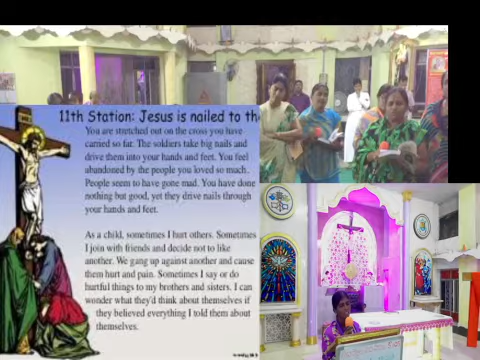 11th Station: Jesus is nailed to th
You are stretched out on the cross you have
carried so far. The soldiers take big nails and
drive them into your hands and feet. You feel
abandoned by the people you loved so much.
People seem to have gone mad. You have done
nothing but good, yet they drive nails through
your hands and feet.
As a child, sometimes I hurt others. Sometimes
I join with friends and decide not to like
another. We gang up against another and cause
them hurt and pain. Sometimes I say or do
hurtful things to my brothers and sisters. I can
wonder what they'd think about themselves if
they believed everything I told them about
themselves.